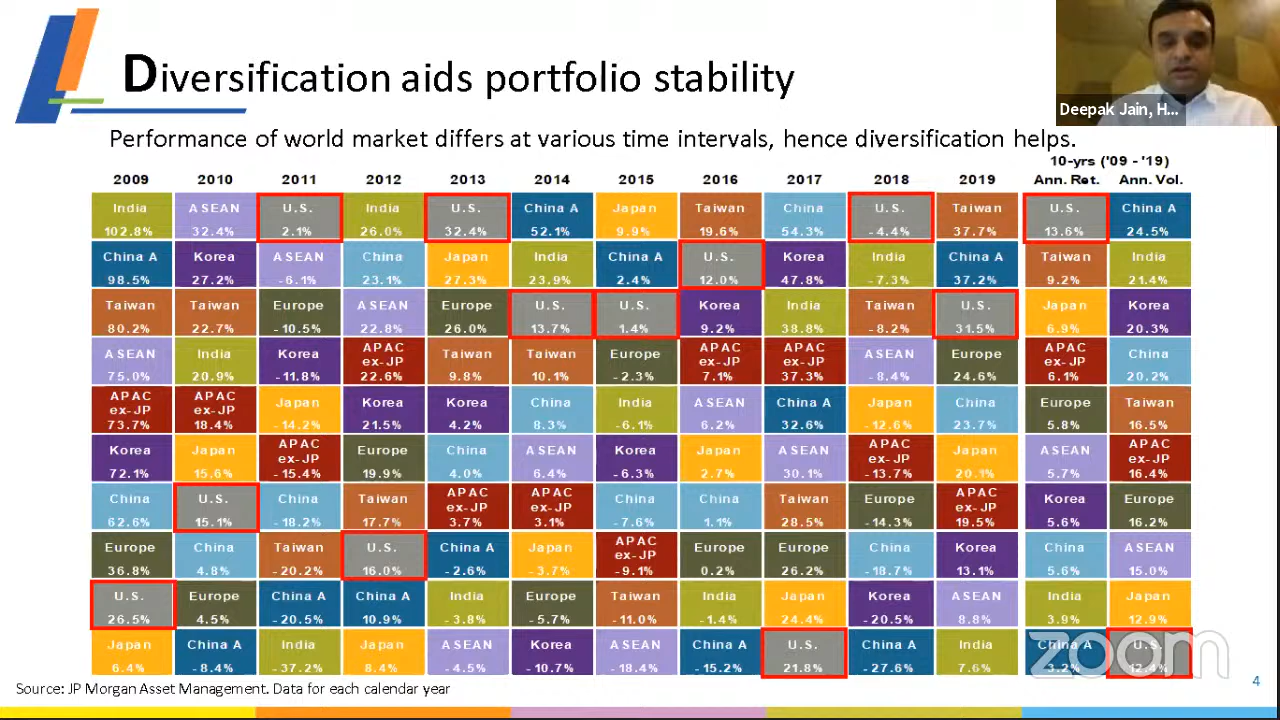 Diversification aids portfolio stability
Deepak Jain, H...
Performance of world market differs at various time intervals, hence diversification helps.
10-yrs ('09 - '19)
2009 2010 2011 2012 2013 2014 2015 2016 2017 2018 2019 Ann. Ret. Ann. Vol.
India ASEAN U.S. India U.S. China A Japan Taiwan China U.S. Taiwan U.S. China A
102.8% 32.4% 2.1% 26.0% 32.4% 52.1% 9.9% 19.6% 54.3% -4.4% 37.7% 13.6% 24.5%
China A Korea ASEAN China Japan India China A U.S. Korea India China A Taiwan India
98.5% 27.2% -6.1% 23.1% 27.3% 23.9% 2.4% 12.0% 47.8% -7.3% 37.2% 9.2% 21.4%
Taiwan Taiwan Europe ASEAN Europe U.S. U.S. Korea India Taiwan U.S. Japan Korea
80.2% 22.7% -10.5% 22.8% 26.0% 13.7% 1.4% 9.2% 38.8% -8.2% 31.5% 6.9% 20.3%
ASEAN India Korea APAC ex-JP Taiwan Taiwan Europe APAC ex-JP APAC ex-JP ASEAN Europe APAC ex-JP China
75.0% 20.9% -11.8% 22.6% 9.8% 10.1% -2.3% 7.1% 37.3% -8.4% 24.6% 6.1% 20.2%
APAC ex-JP APAC ex-JP Japan Korea Korea China India ASEAN China A Japan China Europe Taiwan
73.7% 18.4% -14.2% 21.5% 4.2% 8.3% -6.1% 6.2% 32.6% -12.6% 23.7% 5.8% 16.5%
Korea Japan APAC ex-JP Europe China ASEAN Korea Japan ASEAN APAC ex-JP Japan ASEAN APAC ex-JP
72.1% 15.6% -15.4% 19.9% 4.0% 6.4% -6.3% 2.7% 30.1% -13.7% 20.1% 5.7% 16.4%
China U.S. China Taiwan APAC ex-JP APAC ex-JP China China Taiwan Europe APAC ex-JP Korea Europe
62.6% 15.1% -18.2% 17.7% 3.7% 3.1% -7.6% 1.1% 28.5% -14.3% 19.5% 5.6% 16.2%
Europe China Taiwan U.S. China A Japan APAC ex-JP Europe Europe China Korea China ASEAN
36.8% 4.8% -20.2% 16.0% -2.6% -3.7% -9.1% 0.2% 26.2% -18.7% 13.1% 5.6% 15.0%
U.S. Europe China A China A India Europe Taiwan India Japan Korea ASEAN India Japan
26.5% 4.5% -20.5% 10.9% -3.8% -5.7% -11.0% -1.4% 24.4% -20.5% 8.8% 3.9% 12.9%
Japan China A India Japan ASEAN Korea ASEAN China A U.S. China A India China A U.S.
6.4% -8.4% -37.2% 8.4% -4.5% -10.7% -18.4% -15.2% 21.8% -27.6% 7.6% 3.2% 12.4%
zoom
Source: JP Morgan Asset Management. Data for each calendar year
4